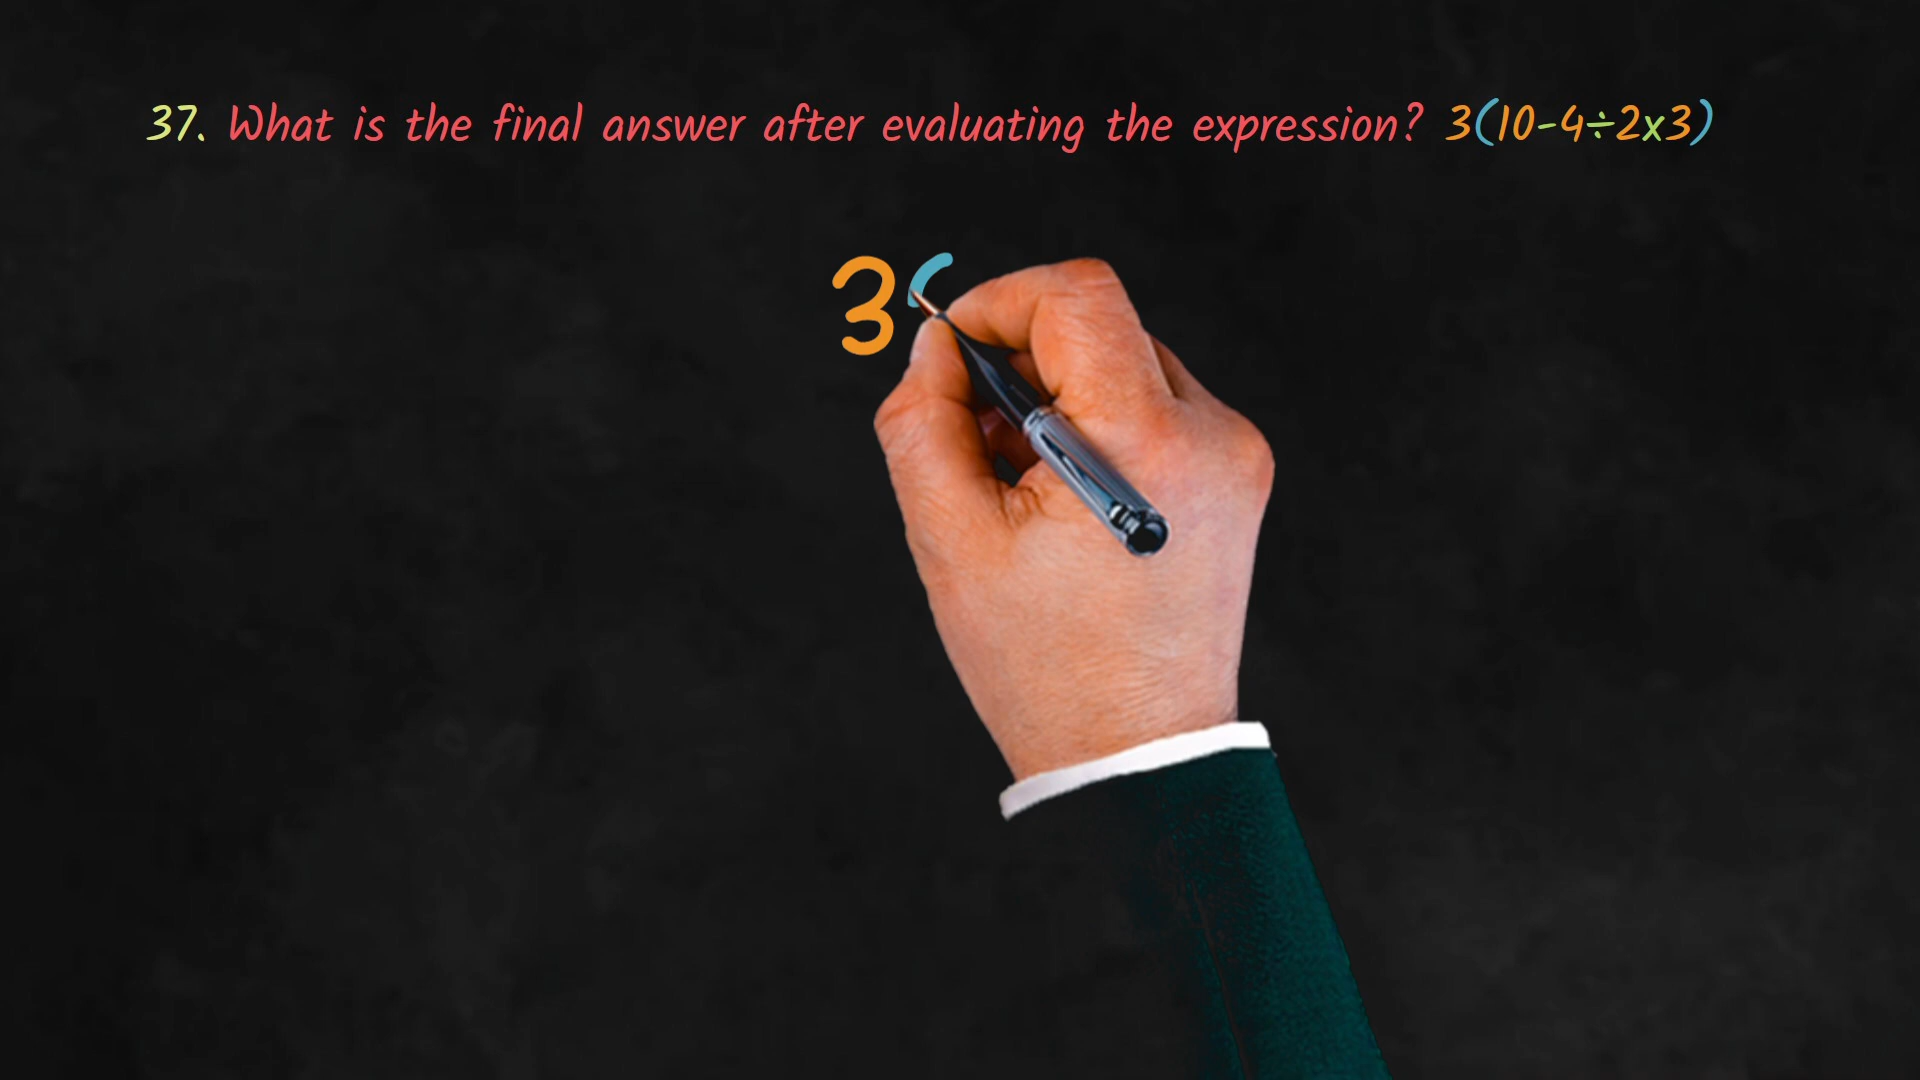 37. What is the final answer after evaluating the expression? 3(10-4÷2x3)
3(